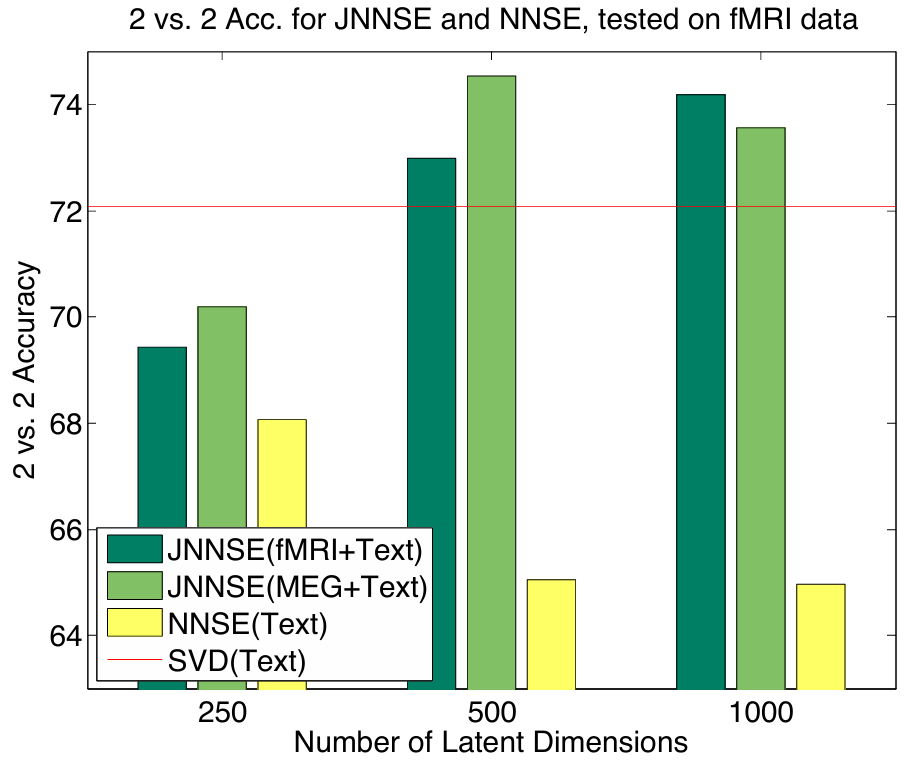 2 vs. 2 Acc. for JNNSE and NNSE, tested on fMRI data
74
72
70
68
66
64
2 vs. 2 Accuracy
JNNSE(fMRI+Text)
JNNSE(MEG+Text)
NNSE(Text)
SVD(Text)
250 500 1000
Number of Latent Dimensions